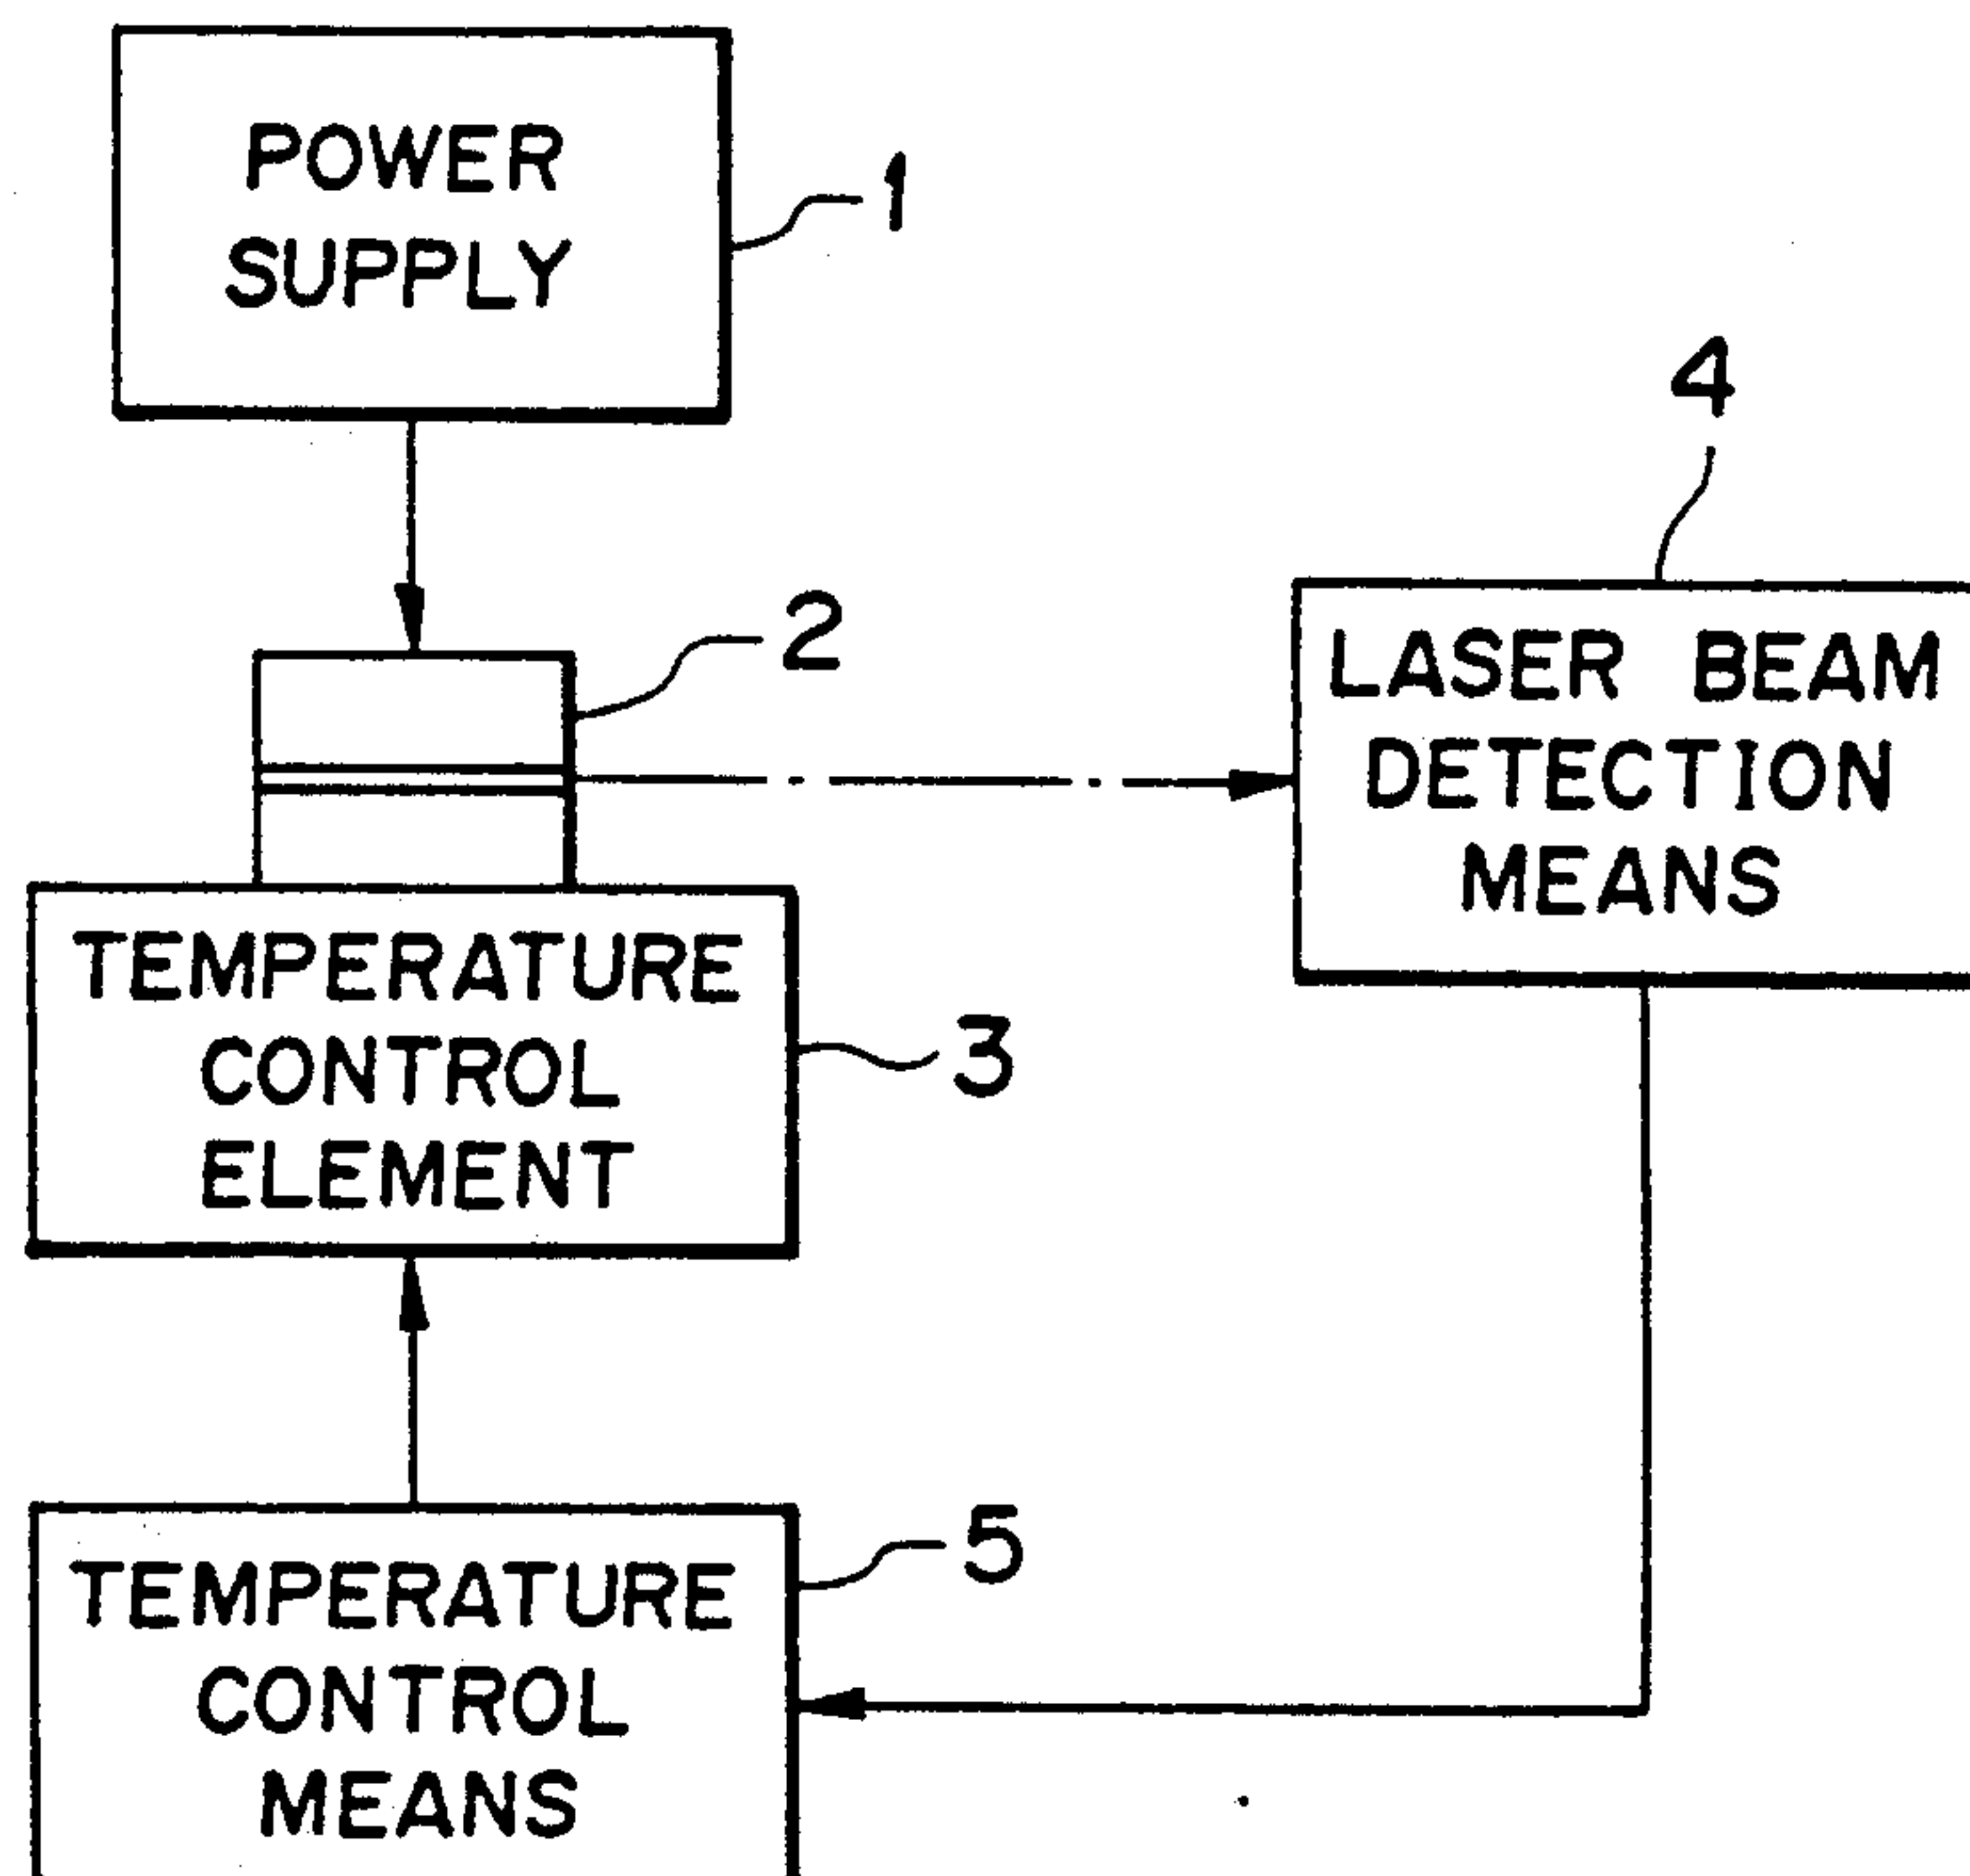 POWER
SUPPLY
1
2
4
LASER BEAM
DETECTION
MEANS
TEMPERATURE
CONTROL
ELEMENT
3
TEMPERATURE
CONTROL
MEANS
5